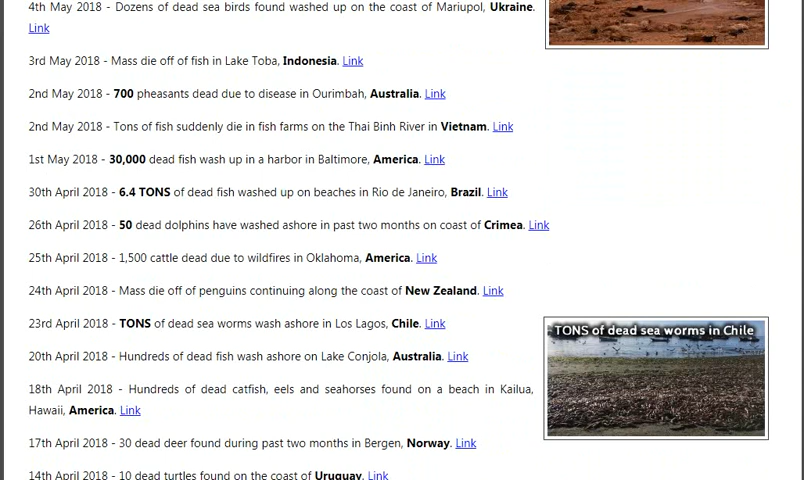 4th May 2018 - Dozens of dead sea birds found washed up on the coast of Mariupol, Ukraine.
Link
3rd May 2018 - Mass die off of fish in Lake Toba, Indonesia. Link
2nd May 2018 - 700 pheasants dead due to disease in Ourimbah, Australia. Link
2nd May 2018 - Tons of fish suddenly die in fish farms on the Thai Binh River in Vietnam. Link
1st May 2018 - 30,000 dead fish wash up in a harbor in Baltimore, America. Link
30th April 2018 - 6.4 TONS of dead fish washed up on beaches in Rio de Janeiro, Brazil. Link
26th April 2018 - 50 dead dolphins have washed ashore in past two months on coast of Crimea. Link
25th April 2018 - 1,500 cattle dead due to wildfires in Oklahoma, America. Link
24th April 2018 - Mass die off of penguins continuing along the coast of New Zealand. Link
23rd April 2018 - TONS of dead sea worms wash ashore in Los Lagos, Chile. Link
TONS of dead sea worms in Chile
20th April 2018 - Hundreds of dead fish wash ashore on Lake Conjola, Australia. Link
18th April 2018 - Hundreds of dead catfish, eels and seahorses found on a beach in Kailua,
Hawaii, America. Link
17th April 2018 - 30 dead deer found during past two months in Bergen, Norway. Link
14th April 2018 - 10 dead turtles found on the coast of Uruguay. Link